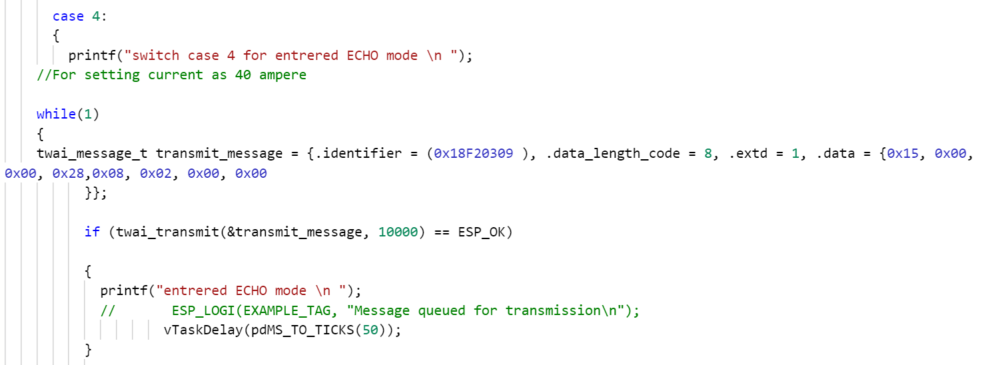 case 4:
{
printf("switch case 4 for entrered ECHO mode \n ");
//For setting current as 40 ampere
while(1)
{
twai_message_t transmit_message = {.identifier = (0x18F20309 ), .data_length_code = 8, .extd = 1, .data = {0x15, 0x00,
0x00, 0x28,0x08, 0x02, 0x00, 0x00
}};
if (twai_transmit(&transmit_message, 10000) == ESP_OK)
{
printf("entrered ECHO mode \n ");
//       ESP_LOGI(EXAMPLE_TAG, "Message queued for transmission\n");
vTaskDelay(pdMS_TO_TICKS(50));
}